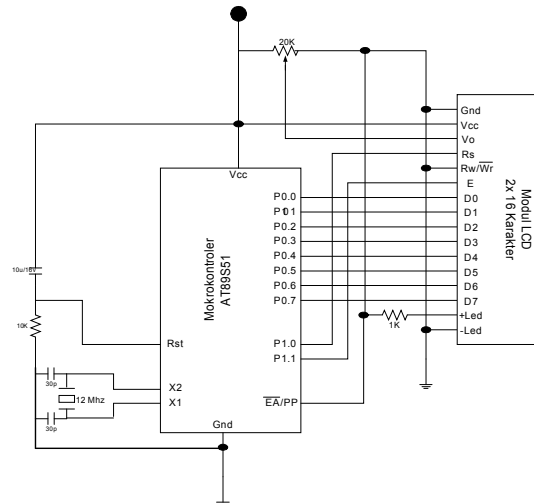 20K
Gnd
Vcc
Vo
Rs
Rw/Wr
E
D0
D1
D2
D3
D4
D5
D6
D7
+Led
-Led
Modul LCD
2x 16 Karakter
Vcc
P0.0
P1 01
P0.2
P0.3
P0.4
P0.5
P0.6
P0.7
P1.0
P1.1
EA/PP
Mokrokontroler
AT89S51
Rst
X2
X1
Gnd
1K
10u/16V
10K
30p
12 Mhz
30p